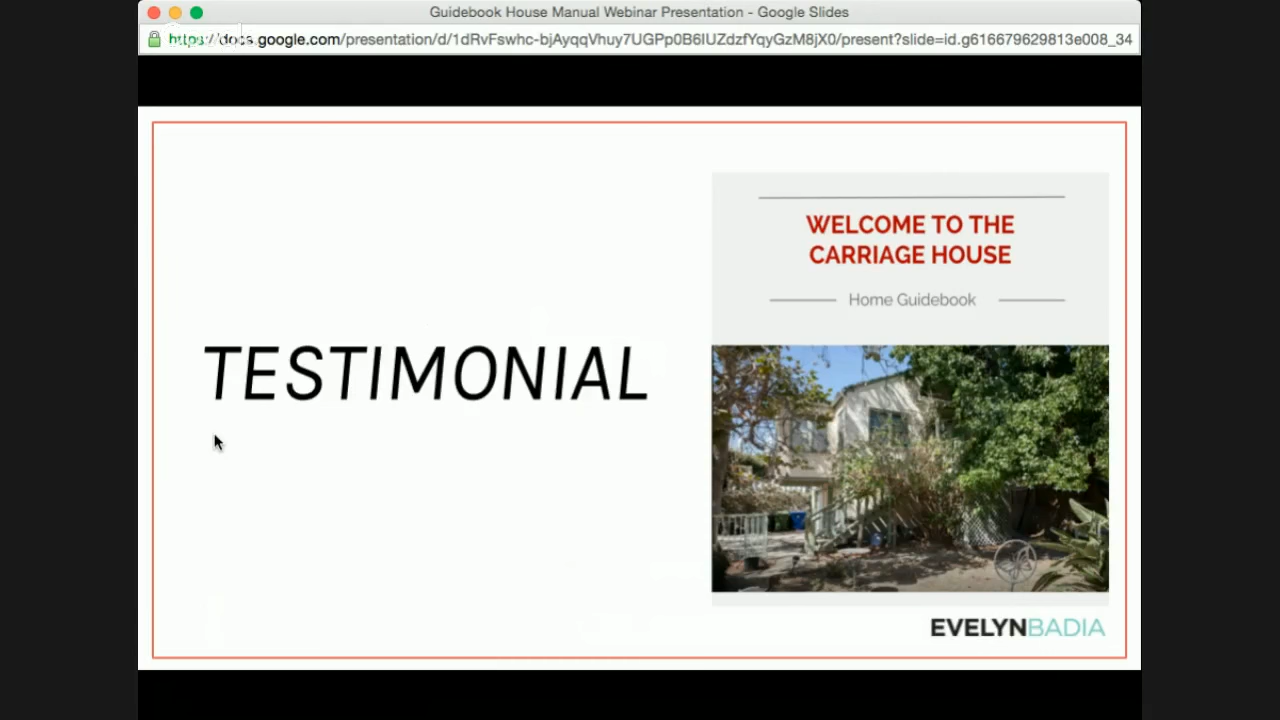 Guidebook House Manual Webinar Presentation - Google Slides
https://docs.google.com/presentation/d/1dRvFswhc-bjAyqqVhuy7UGPp0B6IUZdzfYqyGzM8jX0/present?slide=id.g616679629813e008_34
WELCOME TO THE
CARRIAGE HOUSE
Home Guidebook
TESTIMONIAL
EVELYNBADIA